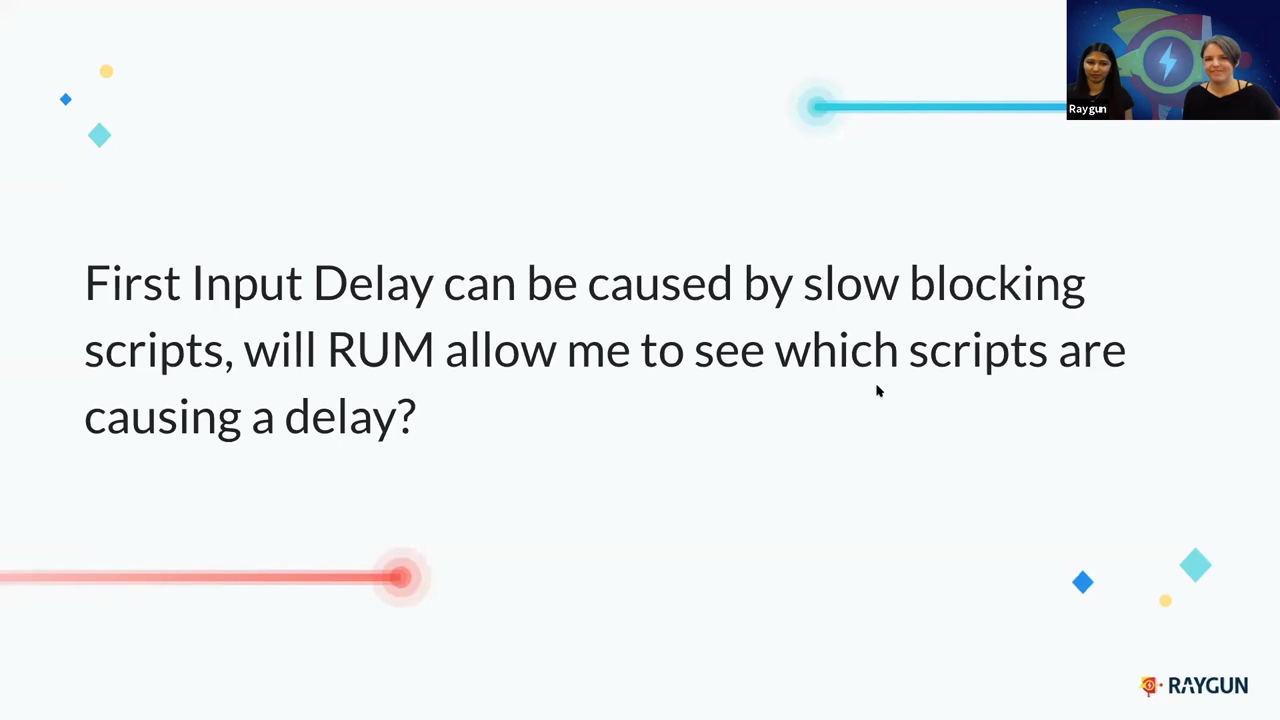 Raygun
First Input Delay can be caused by slow blocking
scripts, will RUM allow me to see which scripts are
causing a delay?
RAYGUN